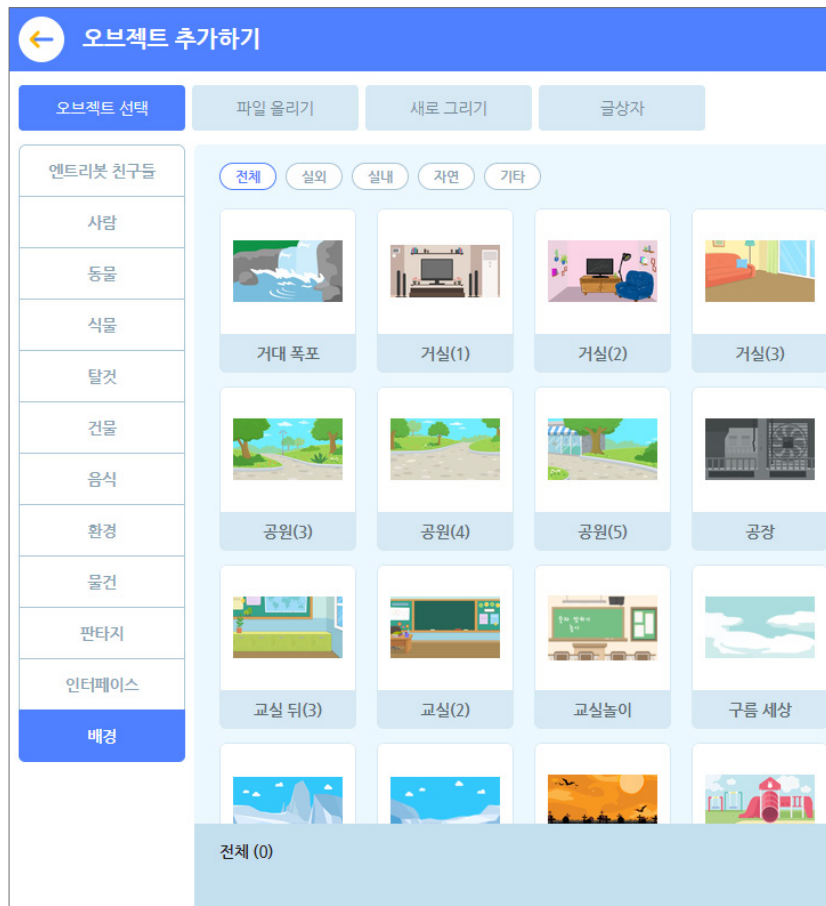 오브젝트 추가하기
오브젝트 선택 파일 올리기 새로 그리기 글상자
엔트리봇 친구들
사람
동물
식물
탈것
건물
음식
환경
물건
판타지
인터페이스
배경
전체 실외 실내 자연 기타
거대 폭포 거실(1) 거실(2) 거실(3)
공원(3) 공원(4) 공원(5) 공장
교실 뒤(3) 교실(2) 교실놀이 구름 세상
전체 (0)